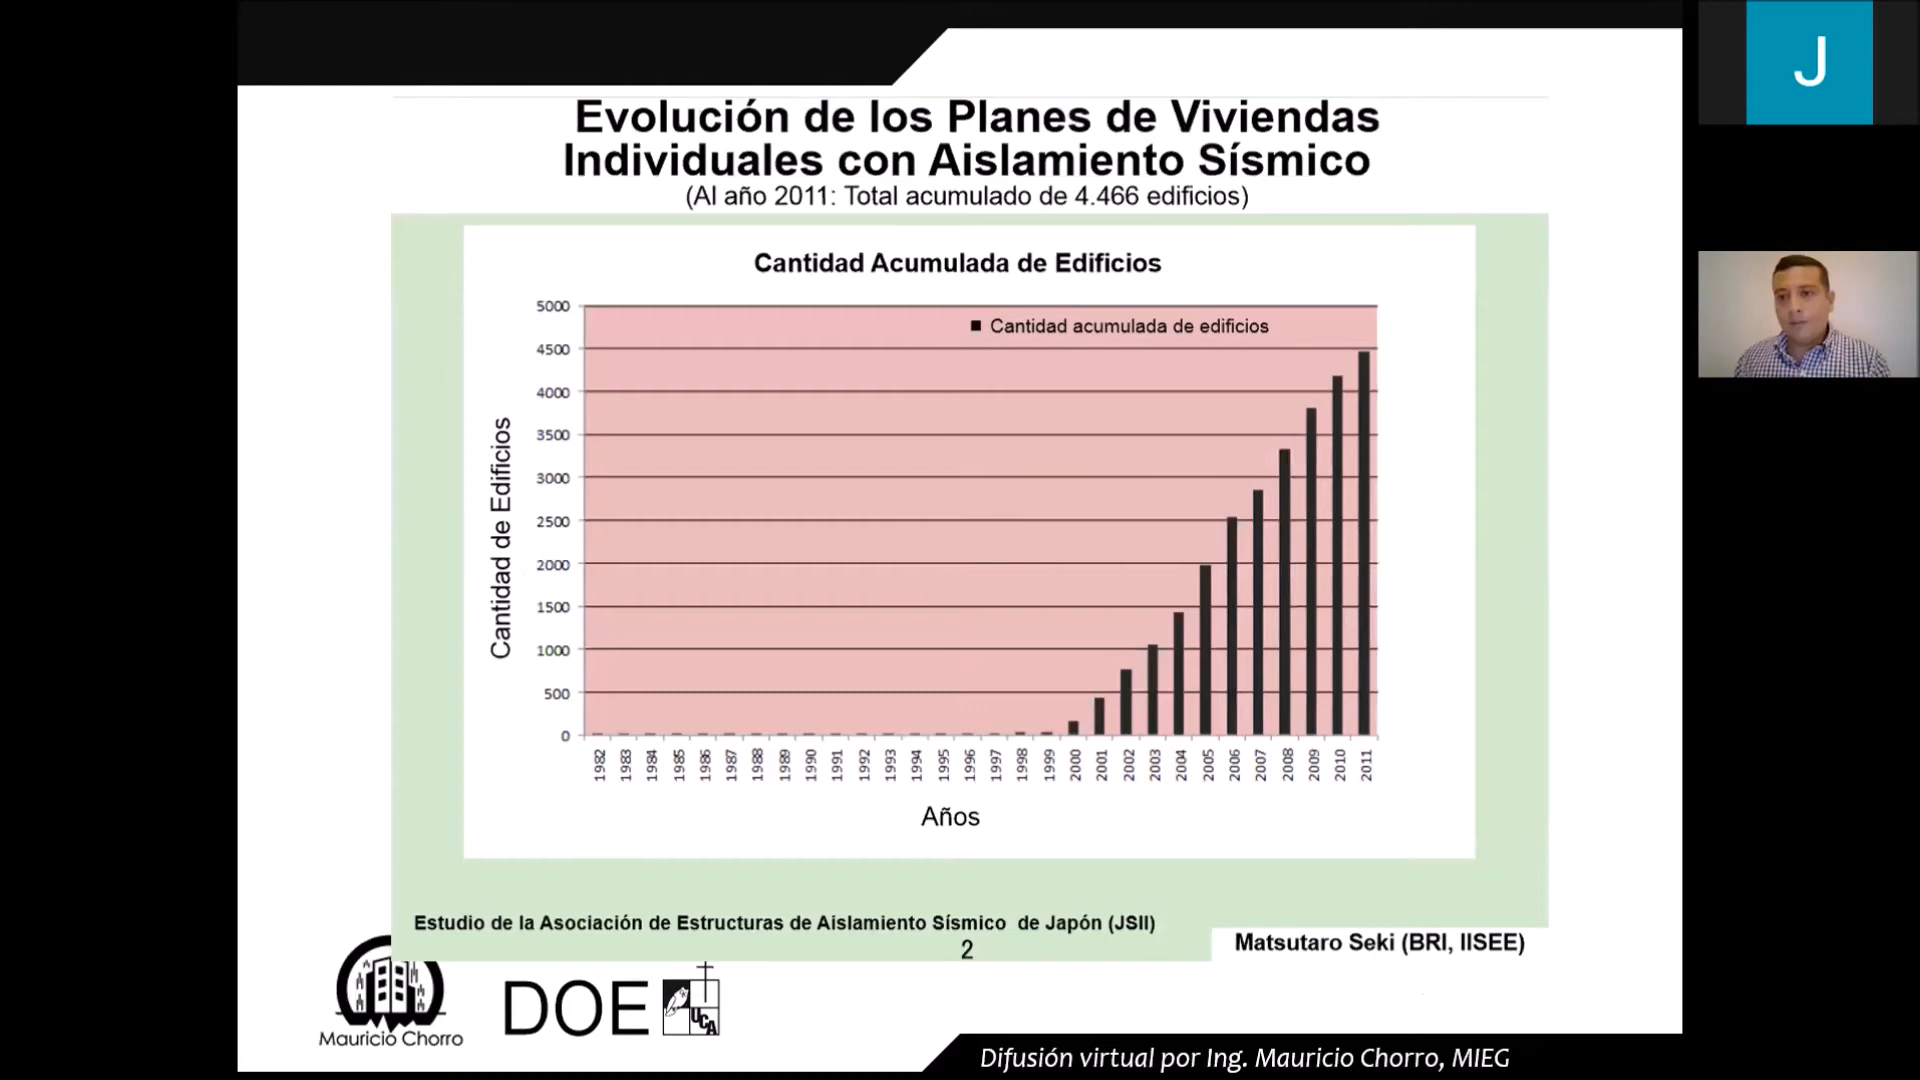 J
Evolución de los Planes de Viviendas
Individuales con Aislamiento Sísmico
(Al año 2011: Total acumulado de 4.466 edificios)
Cantidad Acumulada de Edificios
Cantidad acumulada de edificios
Cantidad de Edificios
5000
4500
4000
3500
3000
2500
2000
1500
1000
500
0
1982 1983 1984 1985 1986 1987 1988 1989 1990 1991 1992 1993 1994 1995 1996 1997 1998 1999 2000 2001 2002 2003 2004 2005 2006 2007 2008 2009 2010 2011
Años
Estudio de la Asociación de Estructuras de Aislamiento Sísmico de Japón (JSII)
2
Matsutaro Seki (BRI, IISEE)
Mauricio Chorro
DOE
UCA
Difusión virtual por Ing. Mauricio Chorro, MIEG